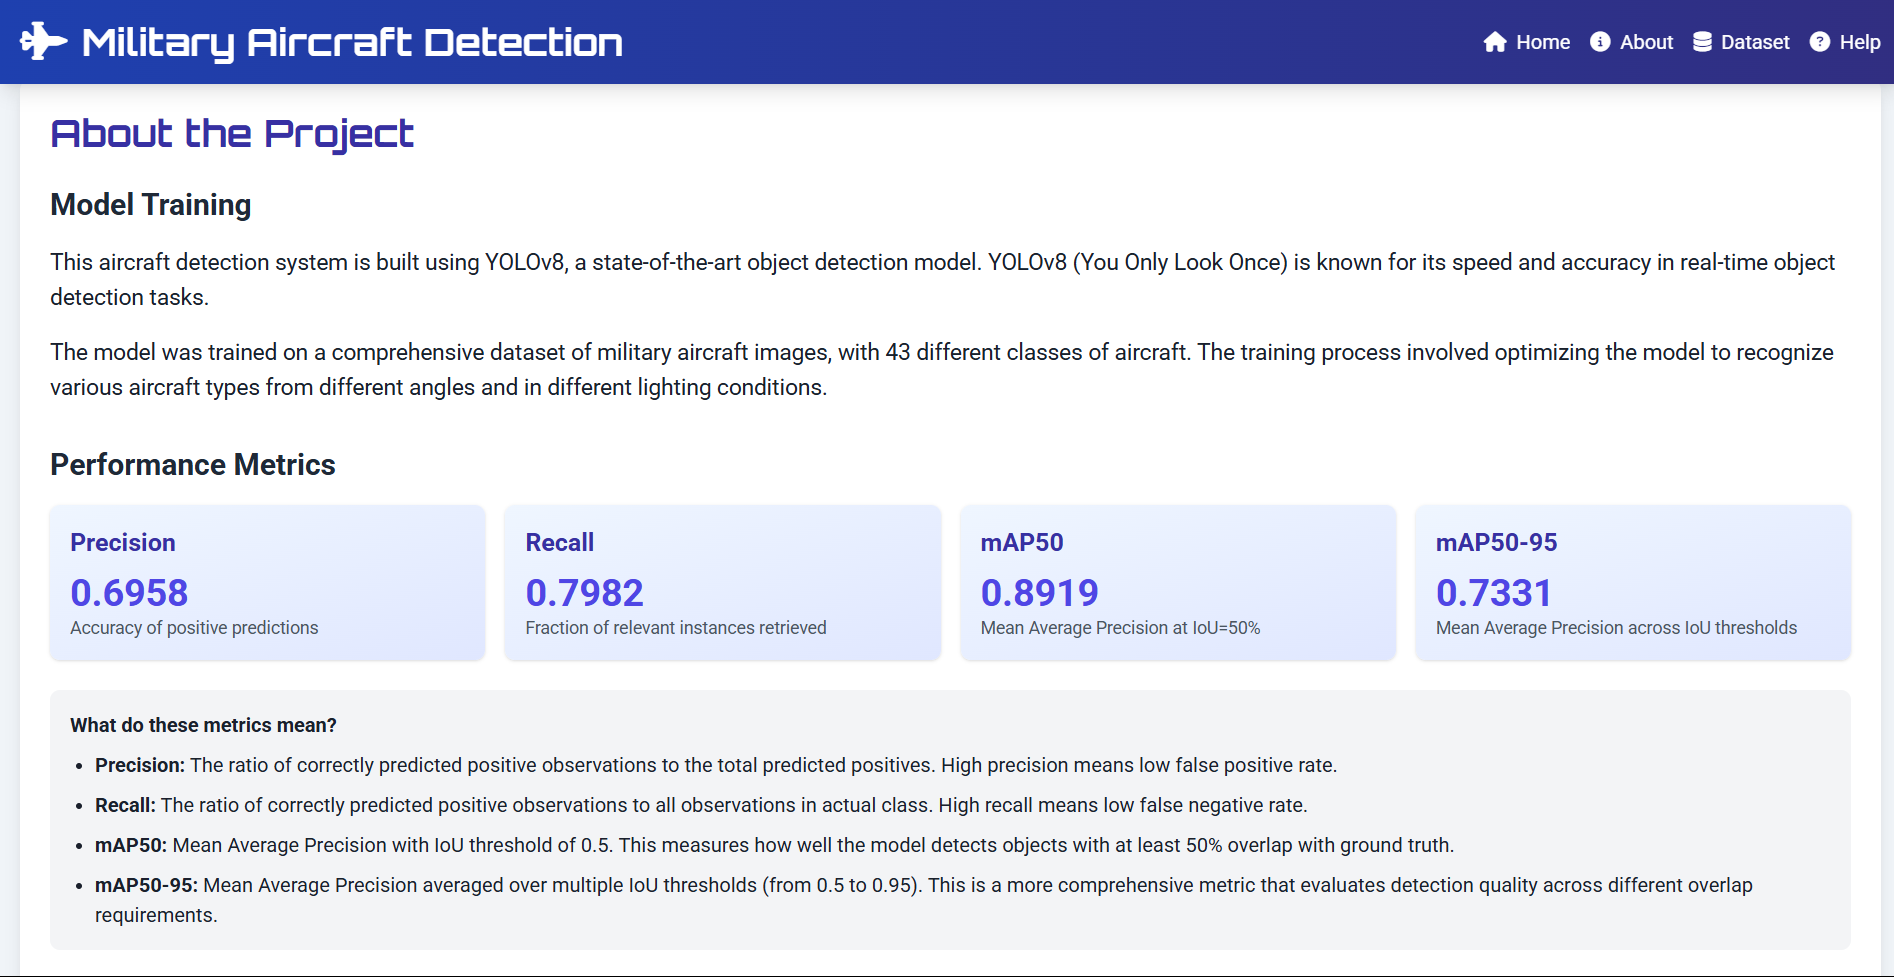 Military Aircraft Detection
Home
About
Dataset
Help
About the Project
Model Training
This aircraft detection system is built using YOLOv8, a state-of-the-art object detection model. YOLOv8 (You Only Look Once) is known for its speed and accuracy in real-time object
detection tasks.
The model was trained on a comprehensive dataset of military aircraft images, with 43 different classes of aircraft. The training process involved optimizing the model to recognize
various aircraft types from different angles and in different lighting conditions.
Performance Metrics
Precision
0.6958
Accuracy of positive predictions
Recall
0.7982
Fraction of relevant instances retrieved
mAP50
0.8919
Mean Average Precision at IoU=50%
mAP50-95
0.7331
Mean Average Precision across IoU thresholds
What do these metrics mean?
• Precision: The ratio of correctly predicted positive observations to the total predicted positives. High precision means low false positive rate.
• Recall: The ratio of correctly predicted positive observations to all observations in actual class. High recall means low false negative rate.
• mAP50: Mean Average Precision with IoU threshold of 0.5. This measures how well the model detects objects with at least 50% overlap with ground truth.
• mAP50-95: Mean Average Precision averaged over multiple IoU thresholds (from 0.5 to 0.95). This is a more comprehensive metric that evaluates detection quality across different overlap
requirements.